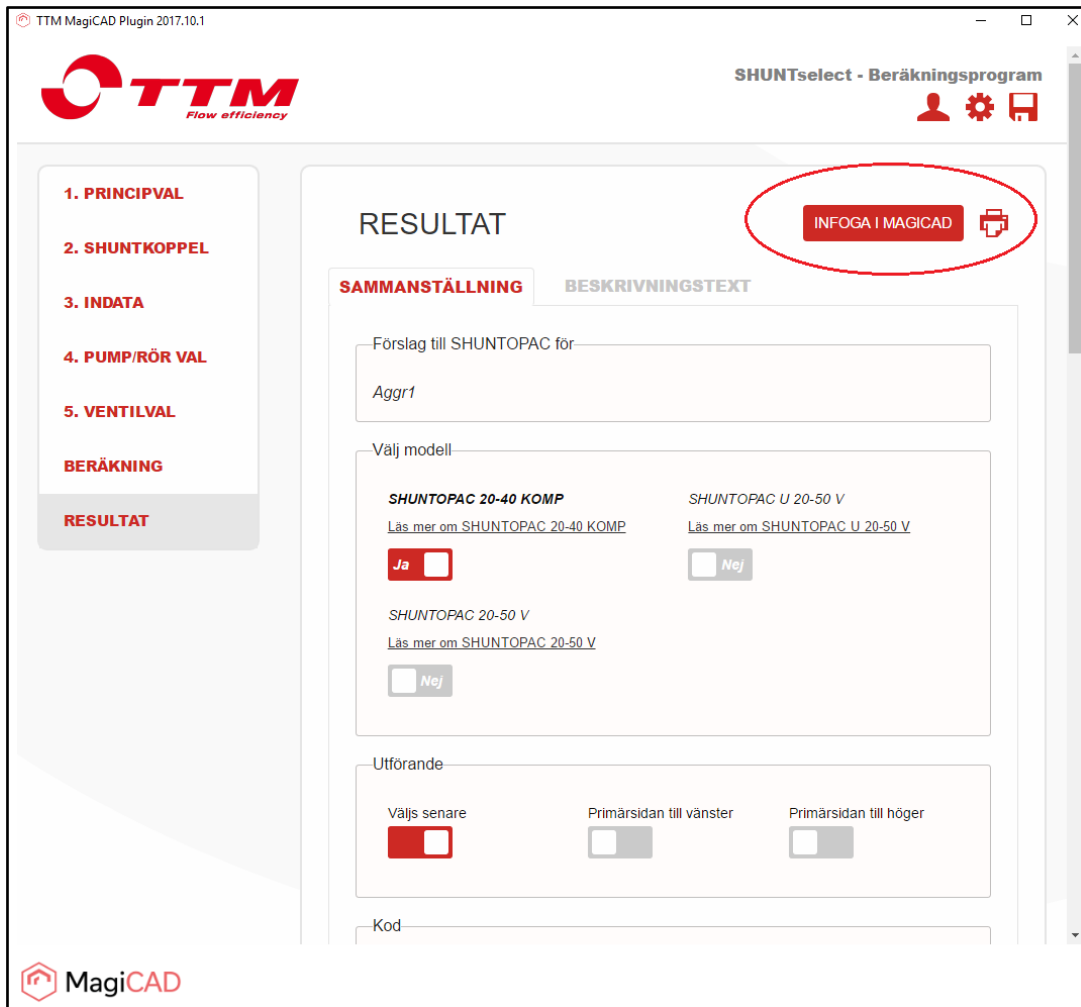 TTM MagiCAD Plugin 2017.10.1
TTM
Flow efficiency
SHUNTselect - Beräkningsprogram
1. PRINCIPVAL
2. SHUNTKOPPEL
3. INDATA
4. PUMP/RÖR VAL
5. VENTILVAL
BERÄKNING
RESULTAT
RESULTAT
INFOGA I MAGICAD
SAMMANSTÄLLNING BESKRIVNINGSTEXT
Förslag till SHUNTOPAC för
Aggr1
Välj modell
SHUNTOPAC 20-40 KOMP SHUNTOPAC U 20-50 V
Läs mer om SHUNTOPAC 20-40 KOMP Läs mer om SHUNTOPAC U 20-50 V
Ja Nej
SHUNTOPAC 20-50 V
Läs mer om SHUNTOPAC 20-50 V
Nej
Utförande
Väljs senare Primärsidan till vänster Primärsidan till höger
Kod
MagiCAD